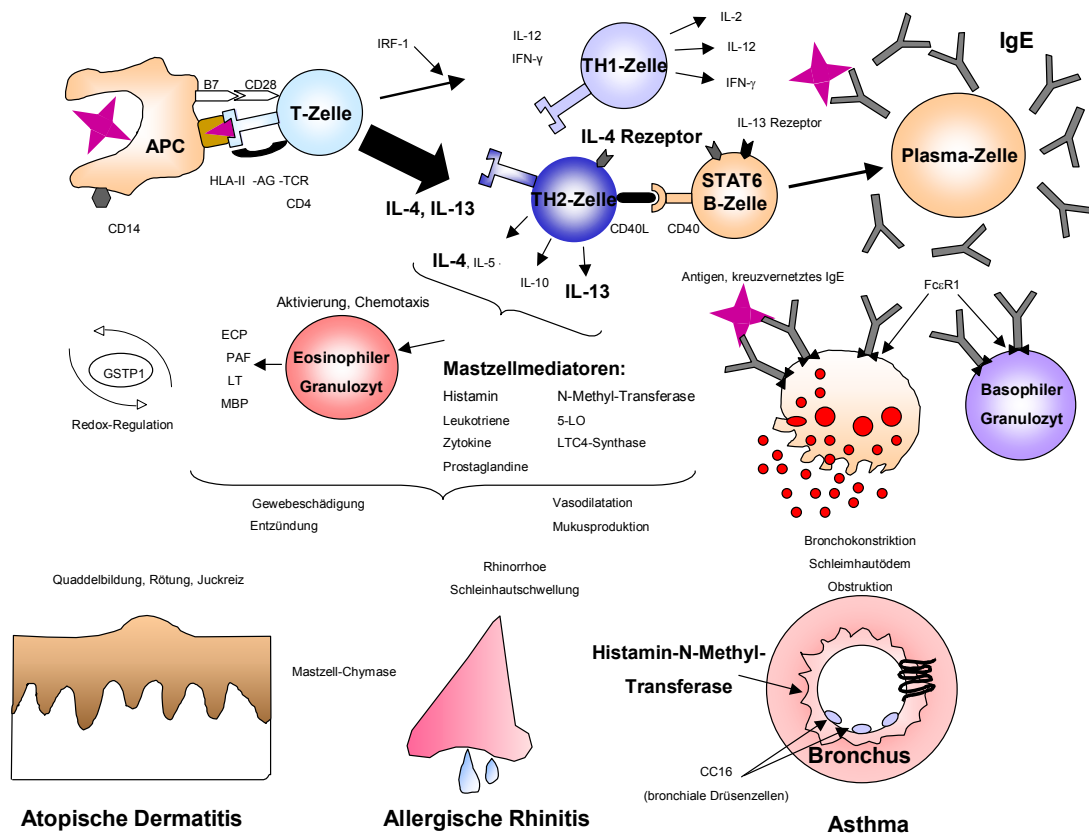 IRF-1
IL-12
IFN-γ
TH1-Zelle
IL-2
IL-12
IFN-γ
IgE
B7
CD28
T-Zelle
APC
HLA-II -AG -TCR
CD4
CD14
IL-4, IL-13
IL-4 Rezeptor
IL-13 Rezeptor
TH2-Zelle
CD40L
CD40
STAT6
B-Zelle
Plasma-Zelle
IL-4, IL-5
IL-10
IL-13
Antigen, kreuzvernetztes IgE
FcεR1
Aktivierung, Chemotaxis
Eosinophiler
Granulozyt
ECP
PAF
LT
MBP
GSTP1
Redox-Regulation
Mastzellmediatoren:
Histamin N-Methyl-Transferase
Leukotriene 5-LO
Zytokine LTC4-Synthase
Prostaglandine
Basophiler
Granulozyt
Gewebeschädigung
Entzündung
Vasodilatation
Mukusproduktion
Bronchokonstriktion
Schleimhautödem
Obstruktion
Quaddelbildung, Rötung, Juckreiz
Rhinorrhoe
Schleinhautschwellung
Mastzell-Chymase
Histamin-N-Methyl-
Transferase
Bronchus
CC16
(bronchiale Drüsenzellen)
Atopische Dermatitis
Allergische Rhinitis
Asthma